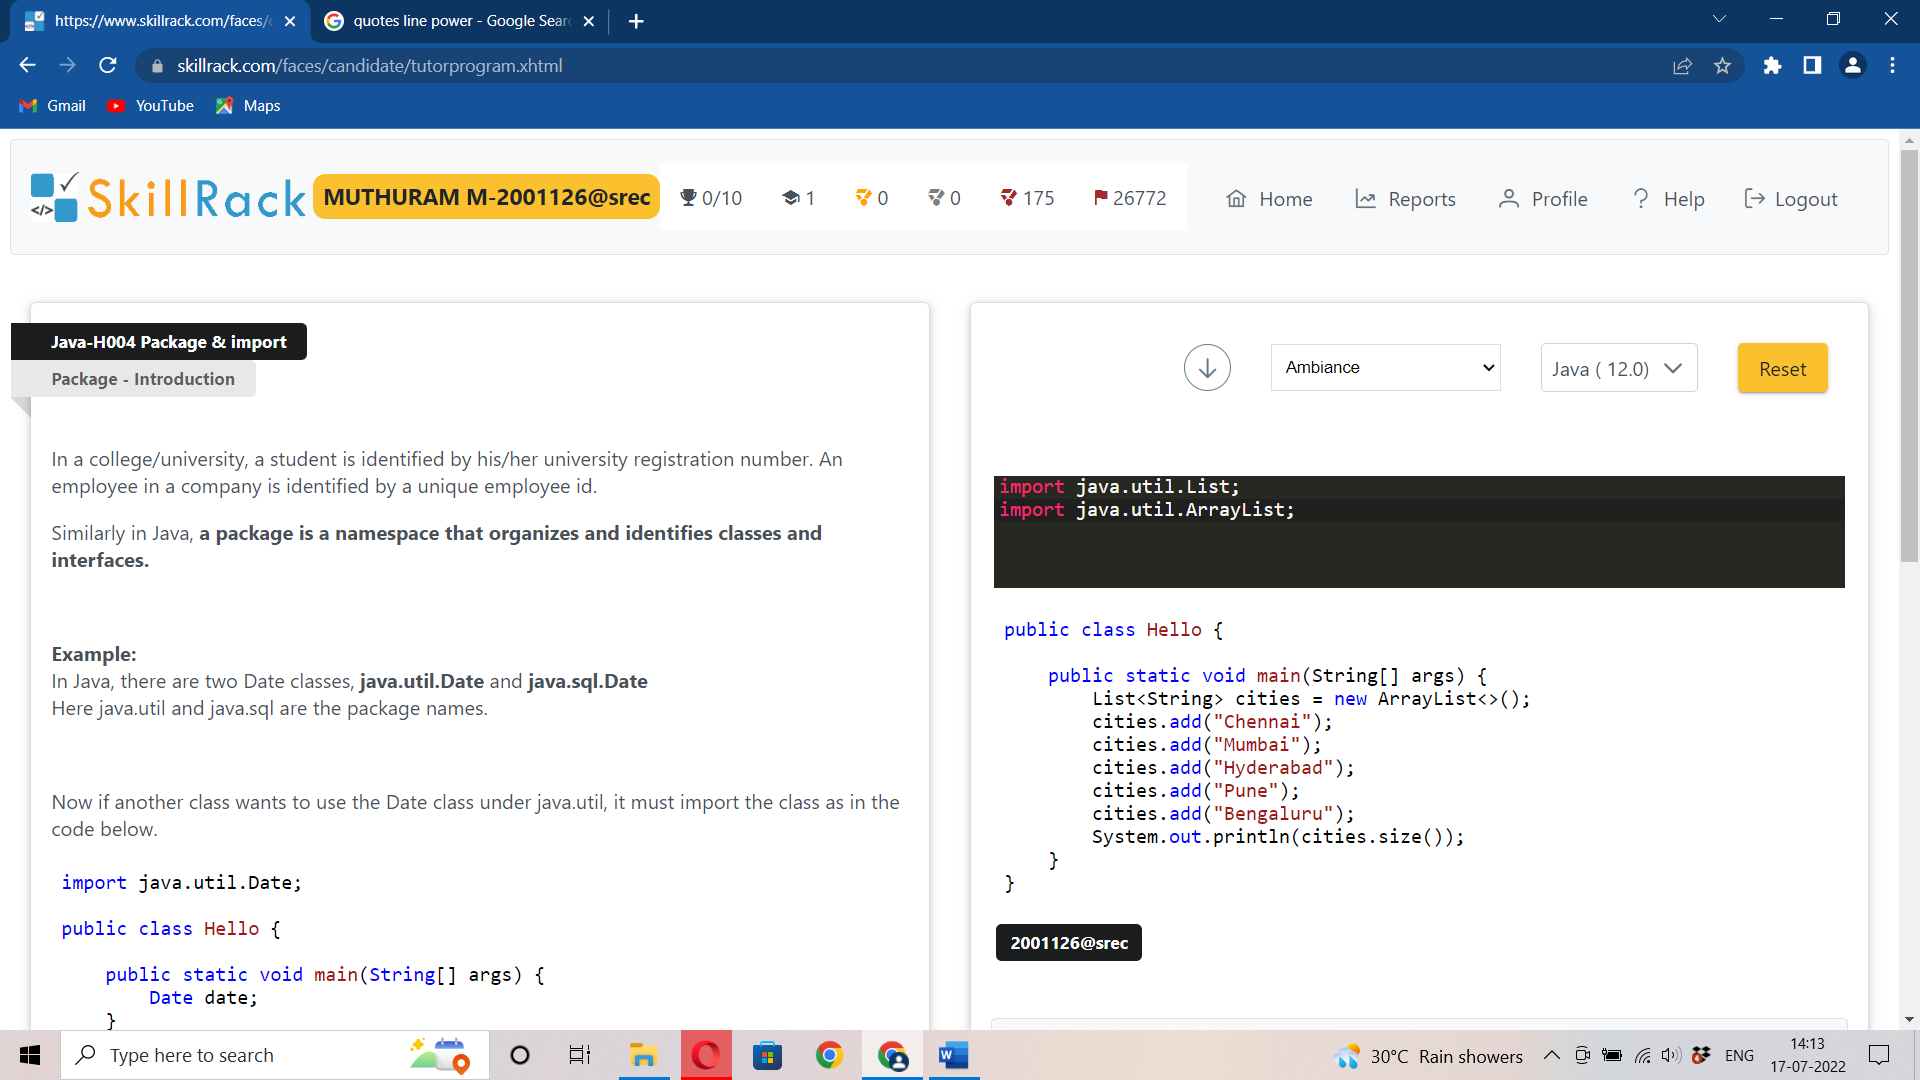 https://www.skillrack.com/faces/c
quotes line power - Google Sear
skillrack.com/faces/candidate/tutorprogram.xhtml
Gmail YouTube Maps
SkillRack MUTHURAM M-2001126@srec 0/10 1 0 0 175 26772 Home Reports Profile ? Help Logout
Java-H004 Package & import
Package - Introduction
In a college/university, a student is identified by his/her university registration number. An
employee in a company is identified by a unique employee id.
Similarly in Java, a package is a namespace that organizes and identifies classes and
interfaces.
Example:
In Java, there are two Date classes, java.util.Date and java.sql.Date
Here java.util and java.sql are the package names.
Now if another class wants to use the Date class under java.util, it must import the class as in the
code below.
import java.util.Date;
public class Hello {
public static void main(String[] args) {
Date date;
}
Ambiance Java ( 12.0) Reset
import java.util.List;
import java.util.ArrayList;
public class Hello {
public static void main(String[] args) {
List<String> cities = new ArrayList<>();
cities.add("Chennai");
cities.add("Mumbai");
cities.add("Hyderabad");
cities.add("Pune");
cities.add("Bengaluru");
System.out.println(cities.size());
}
}
2001126@srec
Type here to search
30°C Rain showers
ENG
14:13
17-07-2022